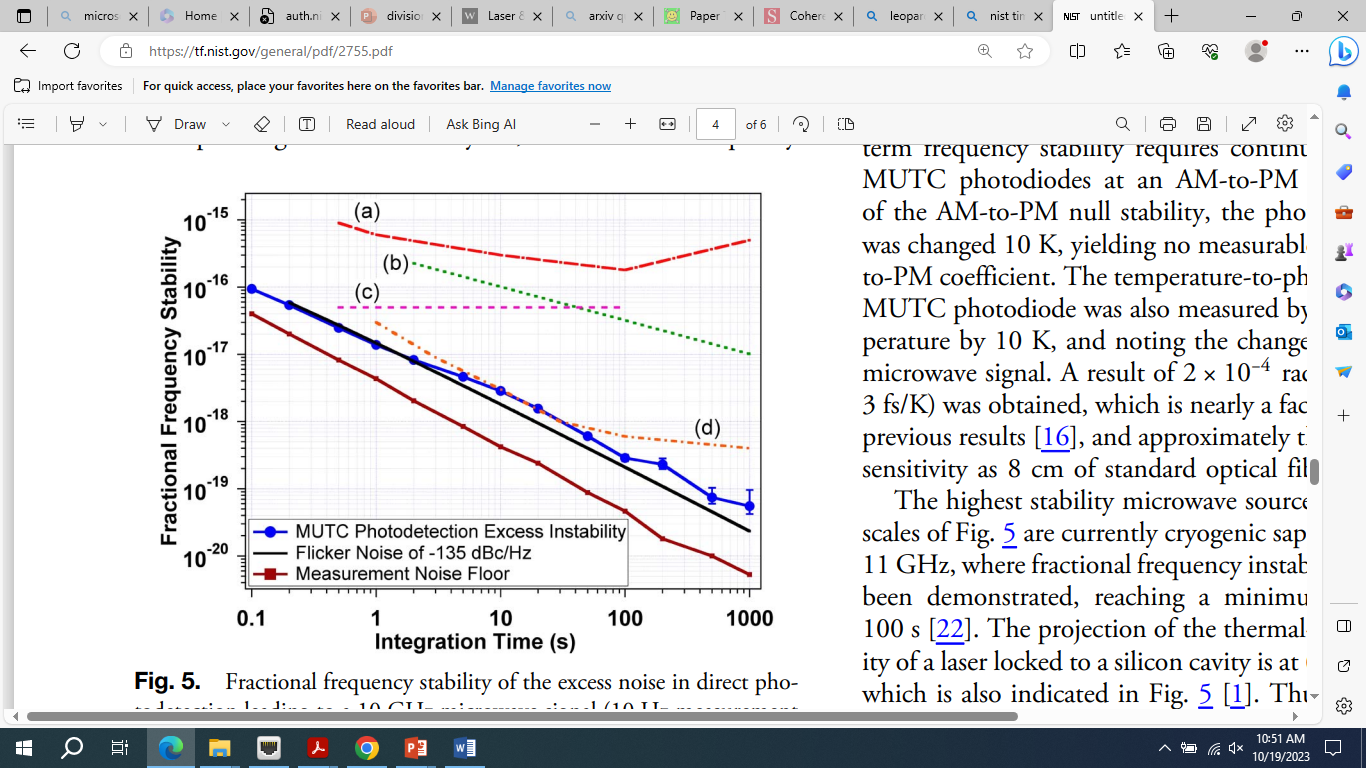 micros
Home
auth.ni
division
Laser &
arxiv q
Paper
Cohere
leopar
nist tim
NIST untitle
https://tf.nist.gov/general/pdf/2755.pdf
Import favorites For quick access, place your favorites here on the favorites bar. Manage favorites now
Draw Read aloud Ask Bing AI 4 of 6
term frequency stability requires continu
MUTC photodiodes at an AM-to-PM
of the AM-to-PM null stability, the pho
was changed 10 K, yielding no measurabl
to-PM coefficient. The temperature-to-ph
MUTC photodiode was also measured by
perature by 10 K, and noting the change
microwave signal. A result of 2 × 10⁻⁴ rad
3 fs/K) was obtained, which is nearly a fac
previous results [16], and approximately t
sensitivity as 8 cm of standard optical fib
The highest stability microwave source
scales of Fig. 5 are currently cryogenic sap
11 GHz, where fractional frequency instab
been demonstrated, reaching a minimu
100 s [22]. The projection of the thermal-
ity of a laser locked to a silicon cavity is at
which is also indicated in Fig. 5 [1]. Thu
Fractional Frequency Stability
10⁻¹⁵
10⁻¹⁶
10⁻¹⁷
10⁻¹⁸
10⁻¹⁹
10⁻²⁰
(a)
(b)
(c)
(d)
MUTC Photodetection Excess Instability
Flicker Noise of -135 dBc/Hz
Measurement Noise Floor
0.1 1 10 100 1000
Integration Time (s)
Fig. 5. Fractional frequency stability of the excess noise in direct pho-
10:51 AM
10/19/2023